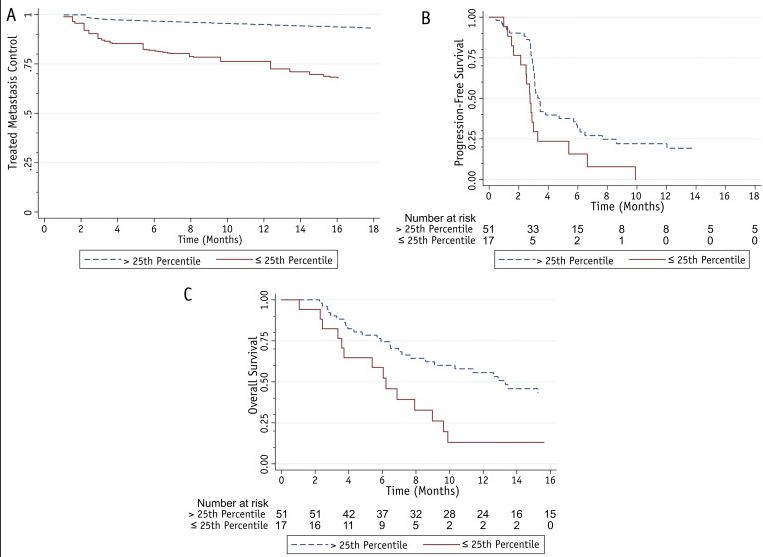 A
Treated Metastasis Control
1
.75
.5
.25
0
0 2 4 6 8 10 12 14 16 18
Time (Months)
> 25th Percentile ≤ 25th Percentile
B
Progression-Free Survival
1.00
0.75
0.50
0.25
0.00
0 2 4 6 8 10 12 14 16 18
Time (Months)
Number at risk
> 25th Percentile 51 33 15 8 8 5 5
≤ 25th Percentile 17 5 2 1 0 0 0
> 25th Percentile ≤ 25th Percentile
C
Overall Survival
1.00
0.75
0.50
0.25
0.00
0 2 4 6 8 10 12 14 16
Time (Months)
Number at risk
> 25th Percentile 51 51 42 37 32 28 24 16 15
≤ 25th Percentile 17 16 11 9 5 2 2 2 0
> 25th Percentile ≤ 25th Percentile